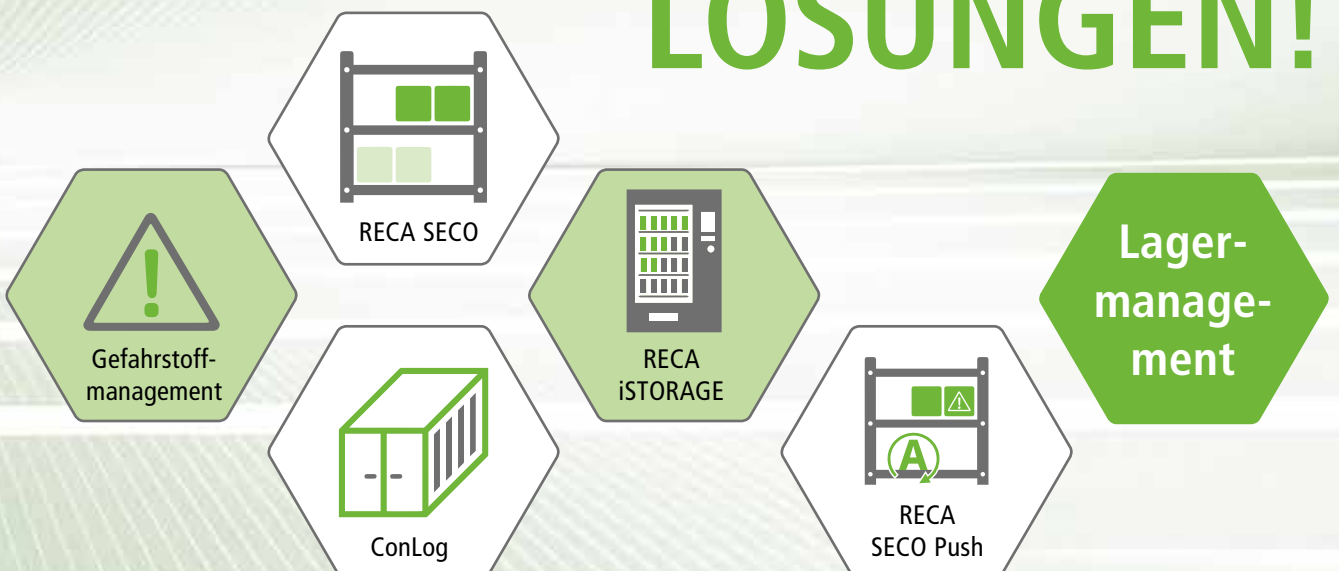 LÖSUNGEN!
RECA SECO
Gefahrstoff-
management
RECA
iSTORAGE
Lager-
manage-
ment
ConLog
A
RECA
SECO Push